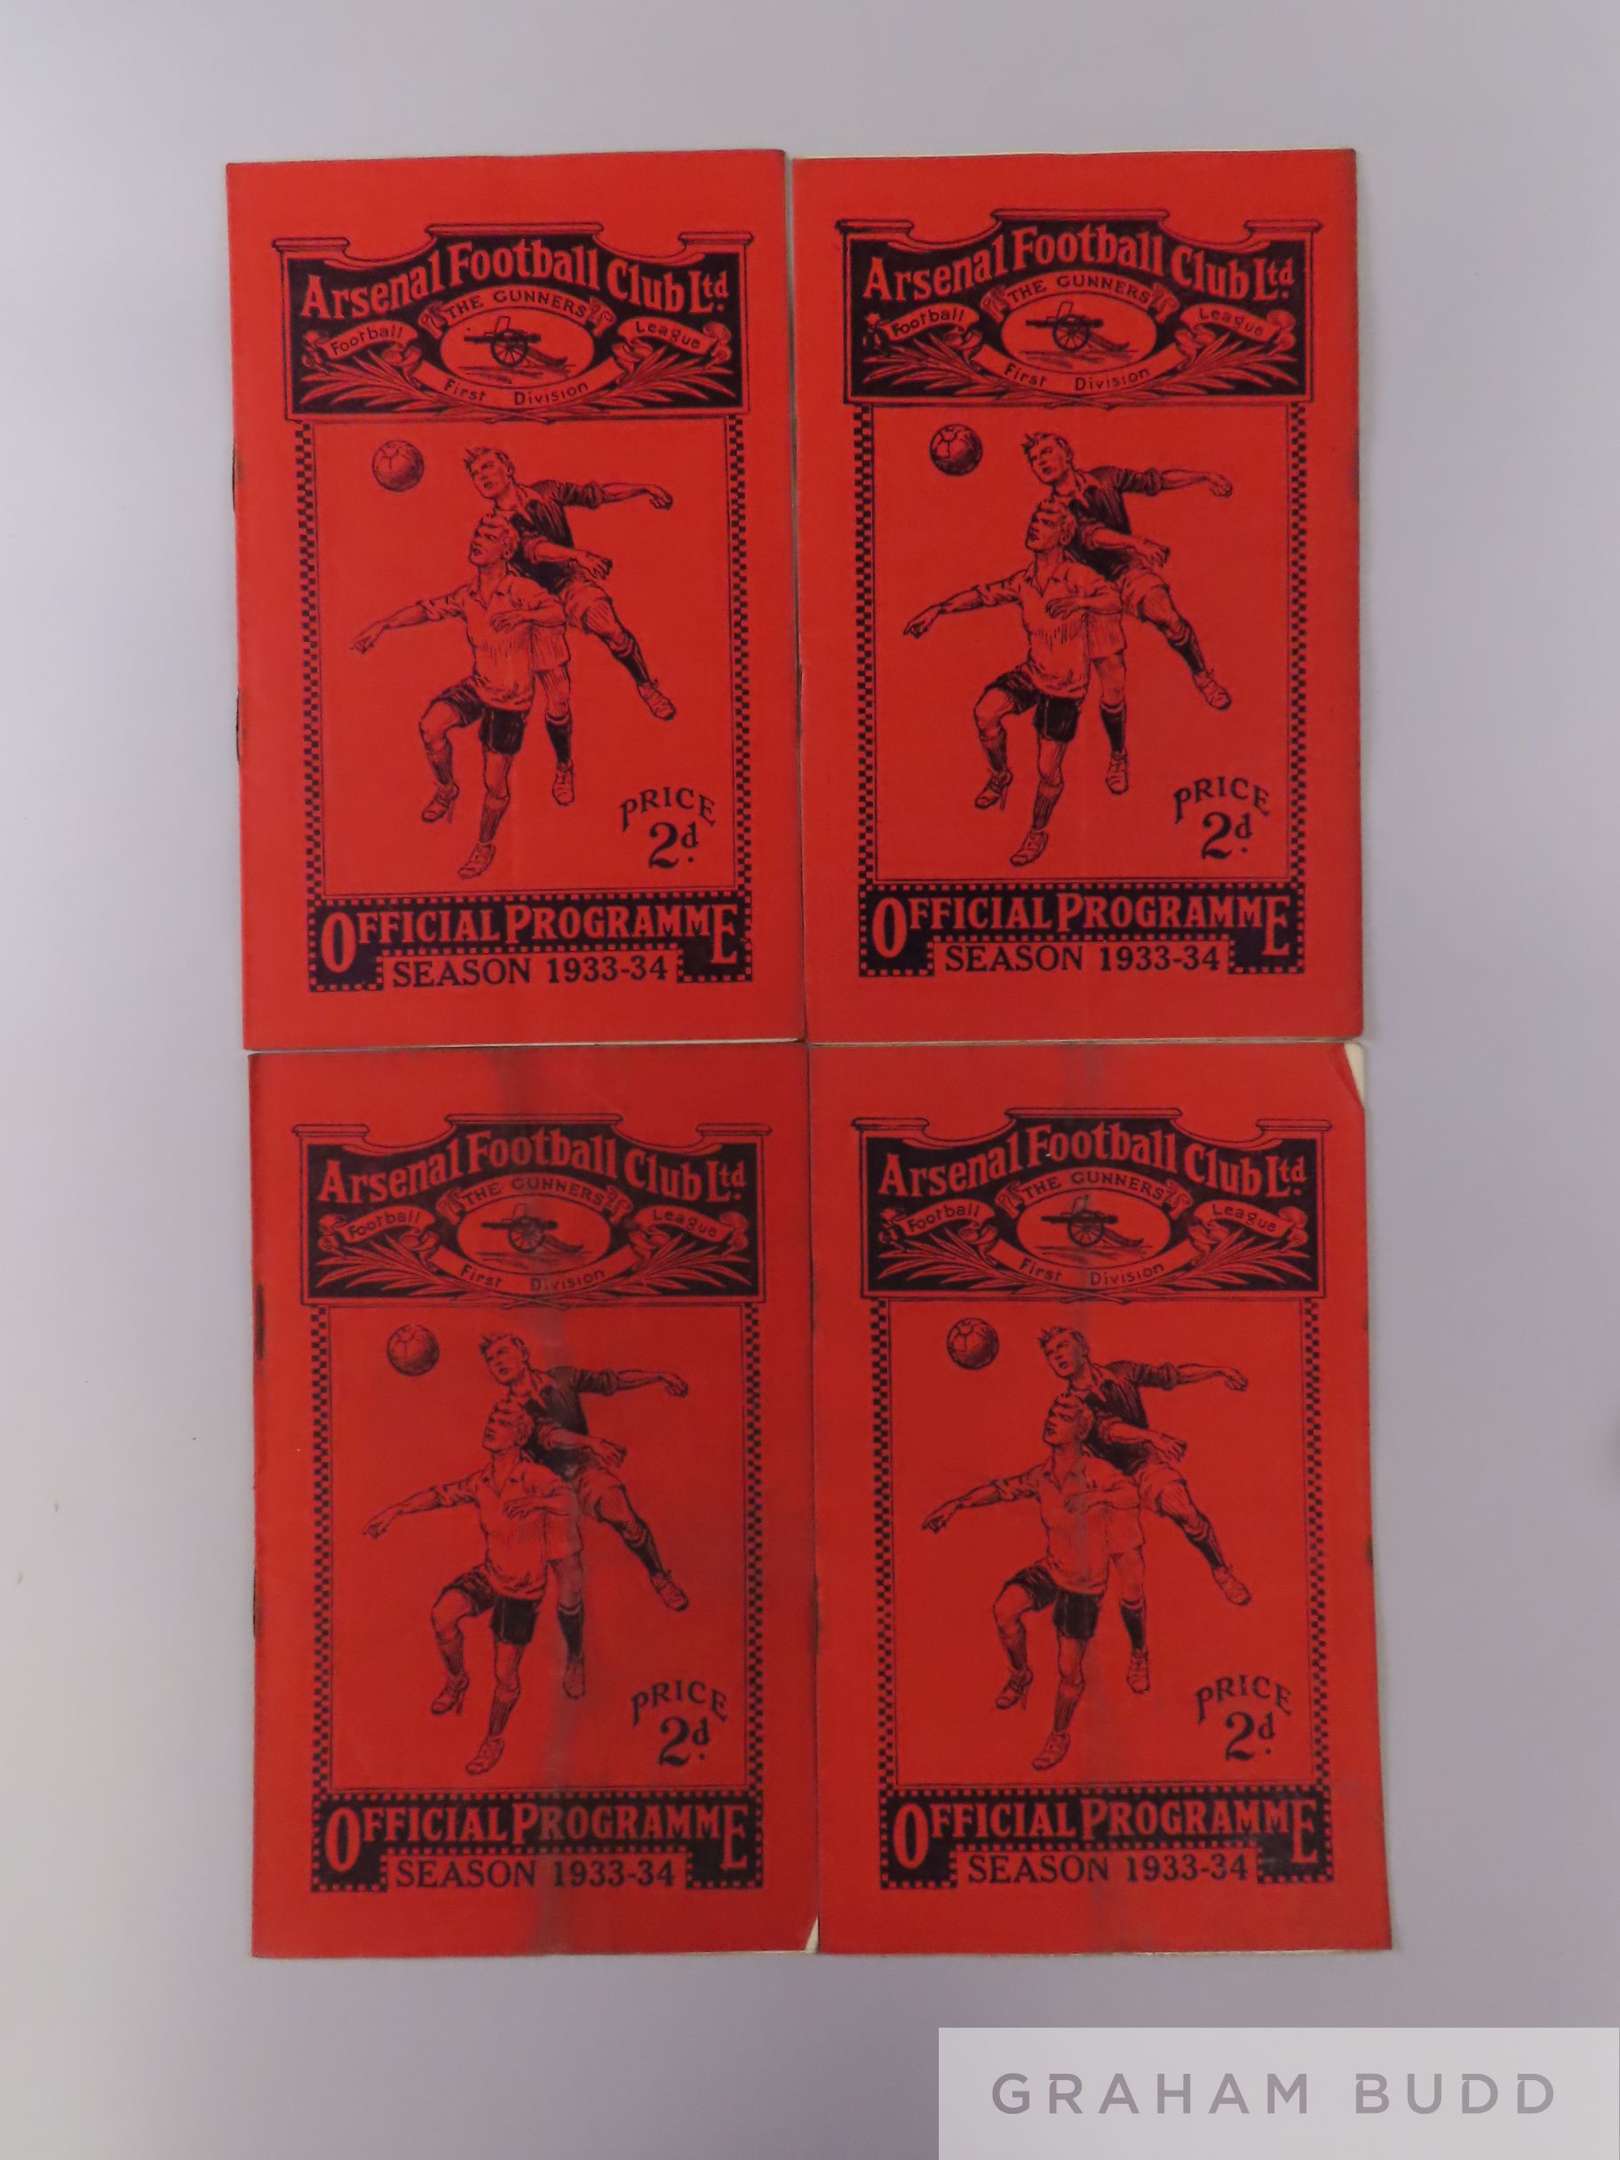 Arsenal Football Club Ltd.
THE GUNNERS
Football League
First Division
PRICE
2d.
OFFICIAL PROGRAMME
SEASON 1933-34
Arsenal Football Club Ltd.
THE GUNNERS
Football League
First Division
PRICE
2d.
OFFICIAL PROGRAMME
SEASON 1933-34
Arsenal Football Club Ltd.
THE GUNNERS
Football League
First Division
PRICE
2d.
OFFICIAL PROGRAMME
SEASON 1933-34
Arsenal Football Club Ltd.
THE GUNNERS
Football League
First Division
PRICE
2d.
OFFICIAL PROGRAMME
SEASON 1933-34
GRAHAM BUDD